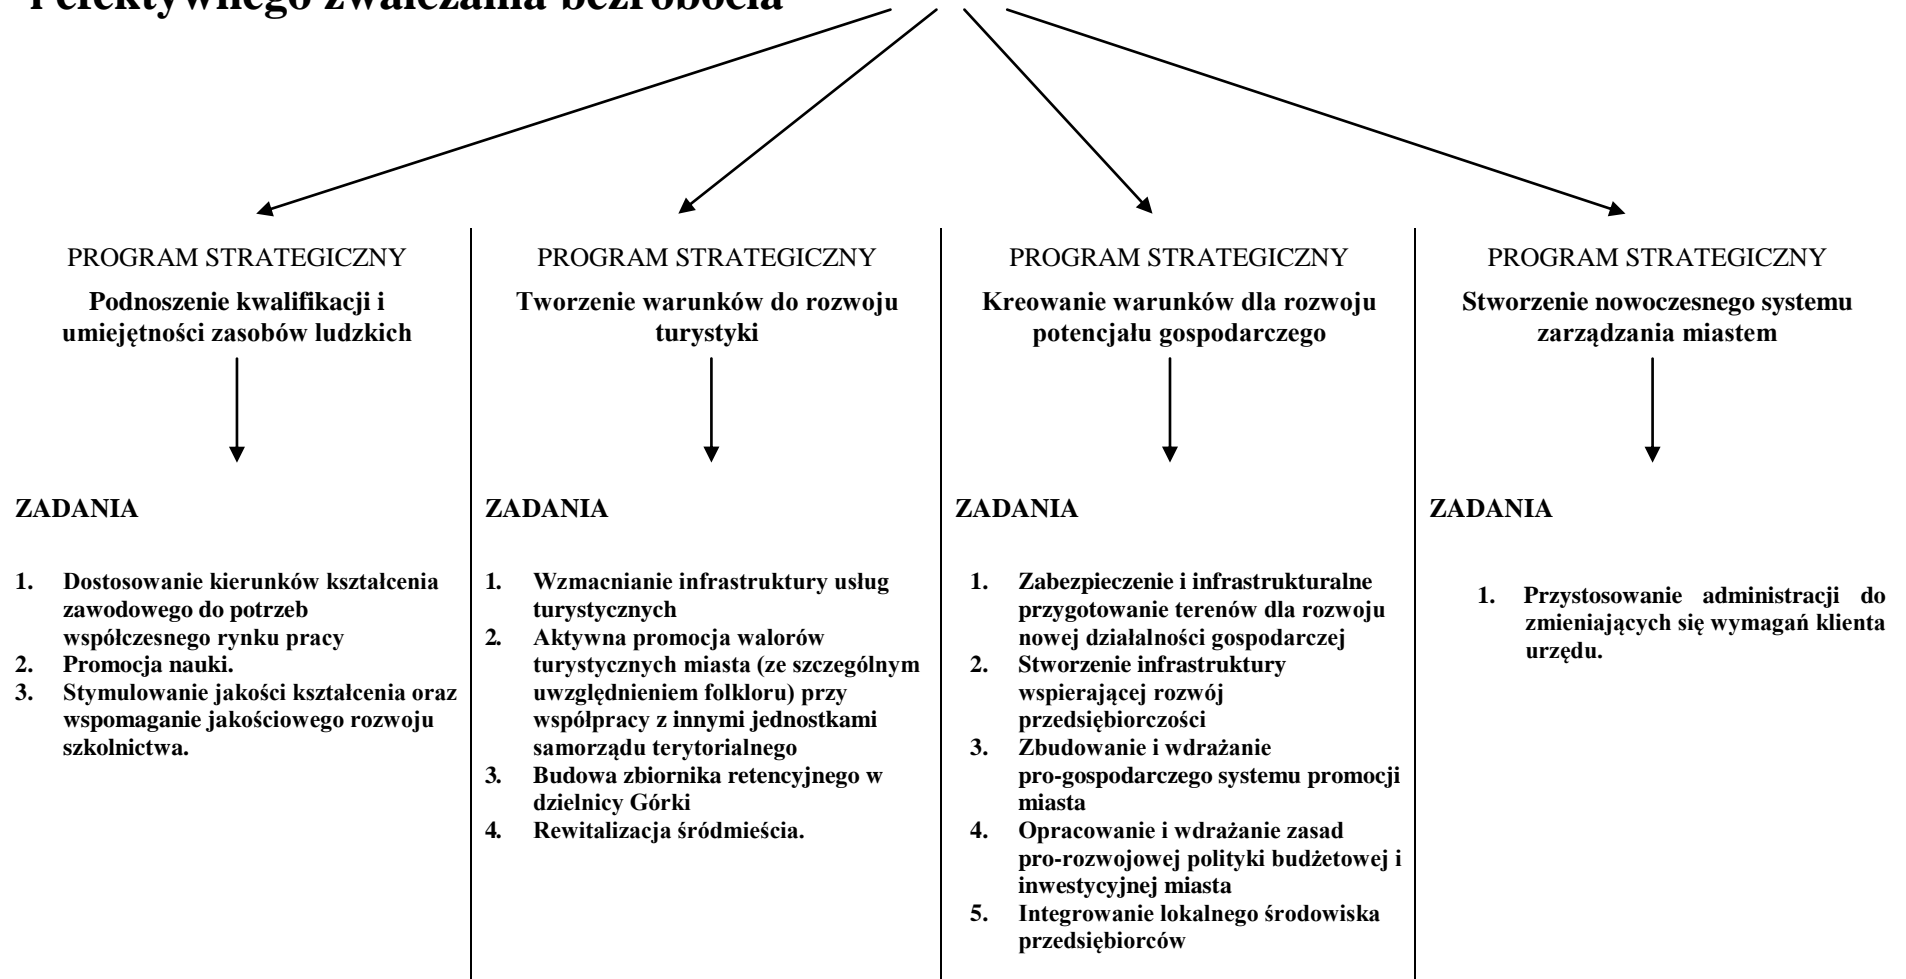 i efektywnego zwalczania bezrobocia
PROGRAM STRATEGICZNY
Podnoszenie kwalifikacji i
umiejętności zasobów ludzkich
ZADANIA
1. Dostosowanie kierunków kształcenia
zawodowego do potrzeb
współczesnego rynku pracy
2. Promocja nauki.
3. Stymulowanie jakości kształcenia oraz
wspomaganie jakościowego rozwoju
szkolnictwa.
PROGRAM STRATEGICZNY
Tworzenie warunków do rozwoju
turystyki
ZADANIA
1. Wzmacnianie infrastruktury usług
turystycznych
2. Aktywna promocja walorów
turystycznych miasta (ze szczególnym
uwzględnieniem folkloru) przy
współpracy z innymi jednostkami
samorządu terytorialnego
3. Budowa zbiornika retencyjnego w
dzielnicy Górki
4. Rewitalizacja śródmieścia.
PROGRAM STRATEGICZNY
Kreowanie warunków dla rozwoju
potencjału gospodarczego
ZADANIA
1. Zabezpieczenie i infrastrukturalne
przygotowanie terenów dla rozwoju
nowej działalności gospodarczej
2. Stworzenie infrastruktury
wspierającej rozwój
przedsiębiorczości
3. Zbudowanie i wdrażanie
pro-gospodarczego systemu promocji
miasta
4. Opracowanie i wdrażanie zasad
pro-rozwojowej polityki budżetowej i
inwestycyjnej miasta
5. Integrowanie lokalnego środowiska
przedsiębiorców
PROGRAM STRATEGICZNY
Stworzenie nowoczesnego systemu
zarządzania miastem
ZADANIA
1. Przystosowanie administracji do
zmieniających się wymagań klienta
urzędu.